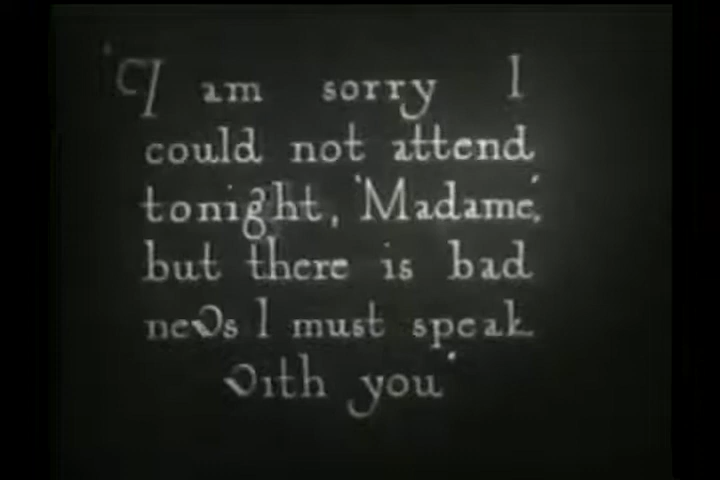 "I am sorry I
could not attend
tonight, 'Madame',
but there is bad
news I must speak
with you"